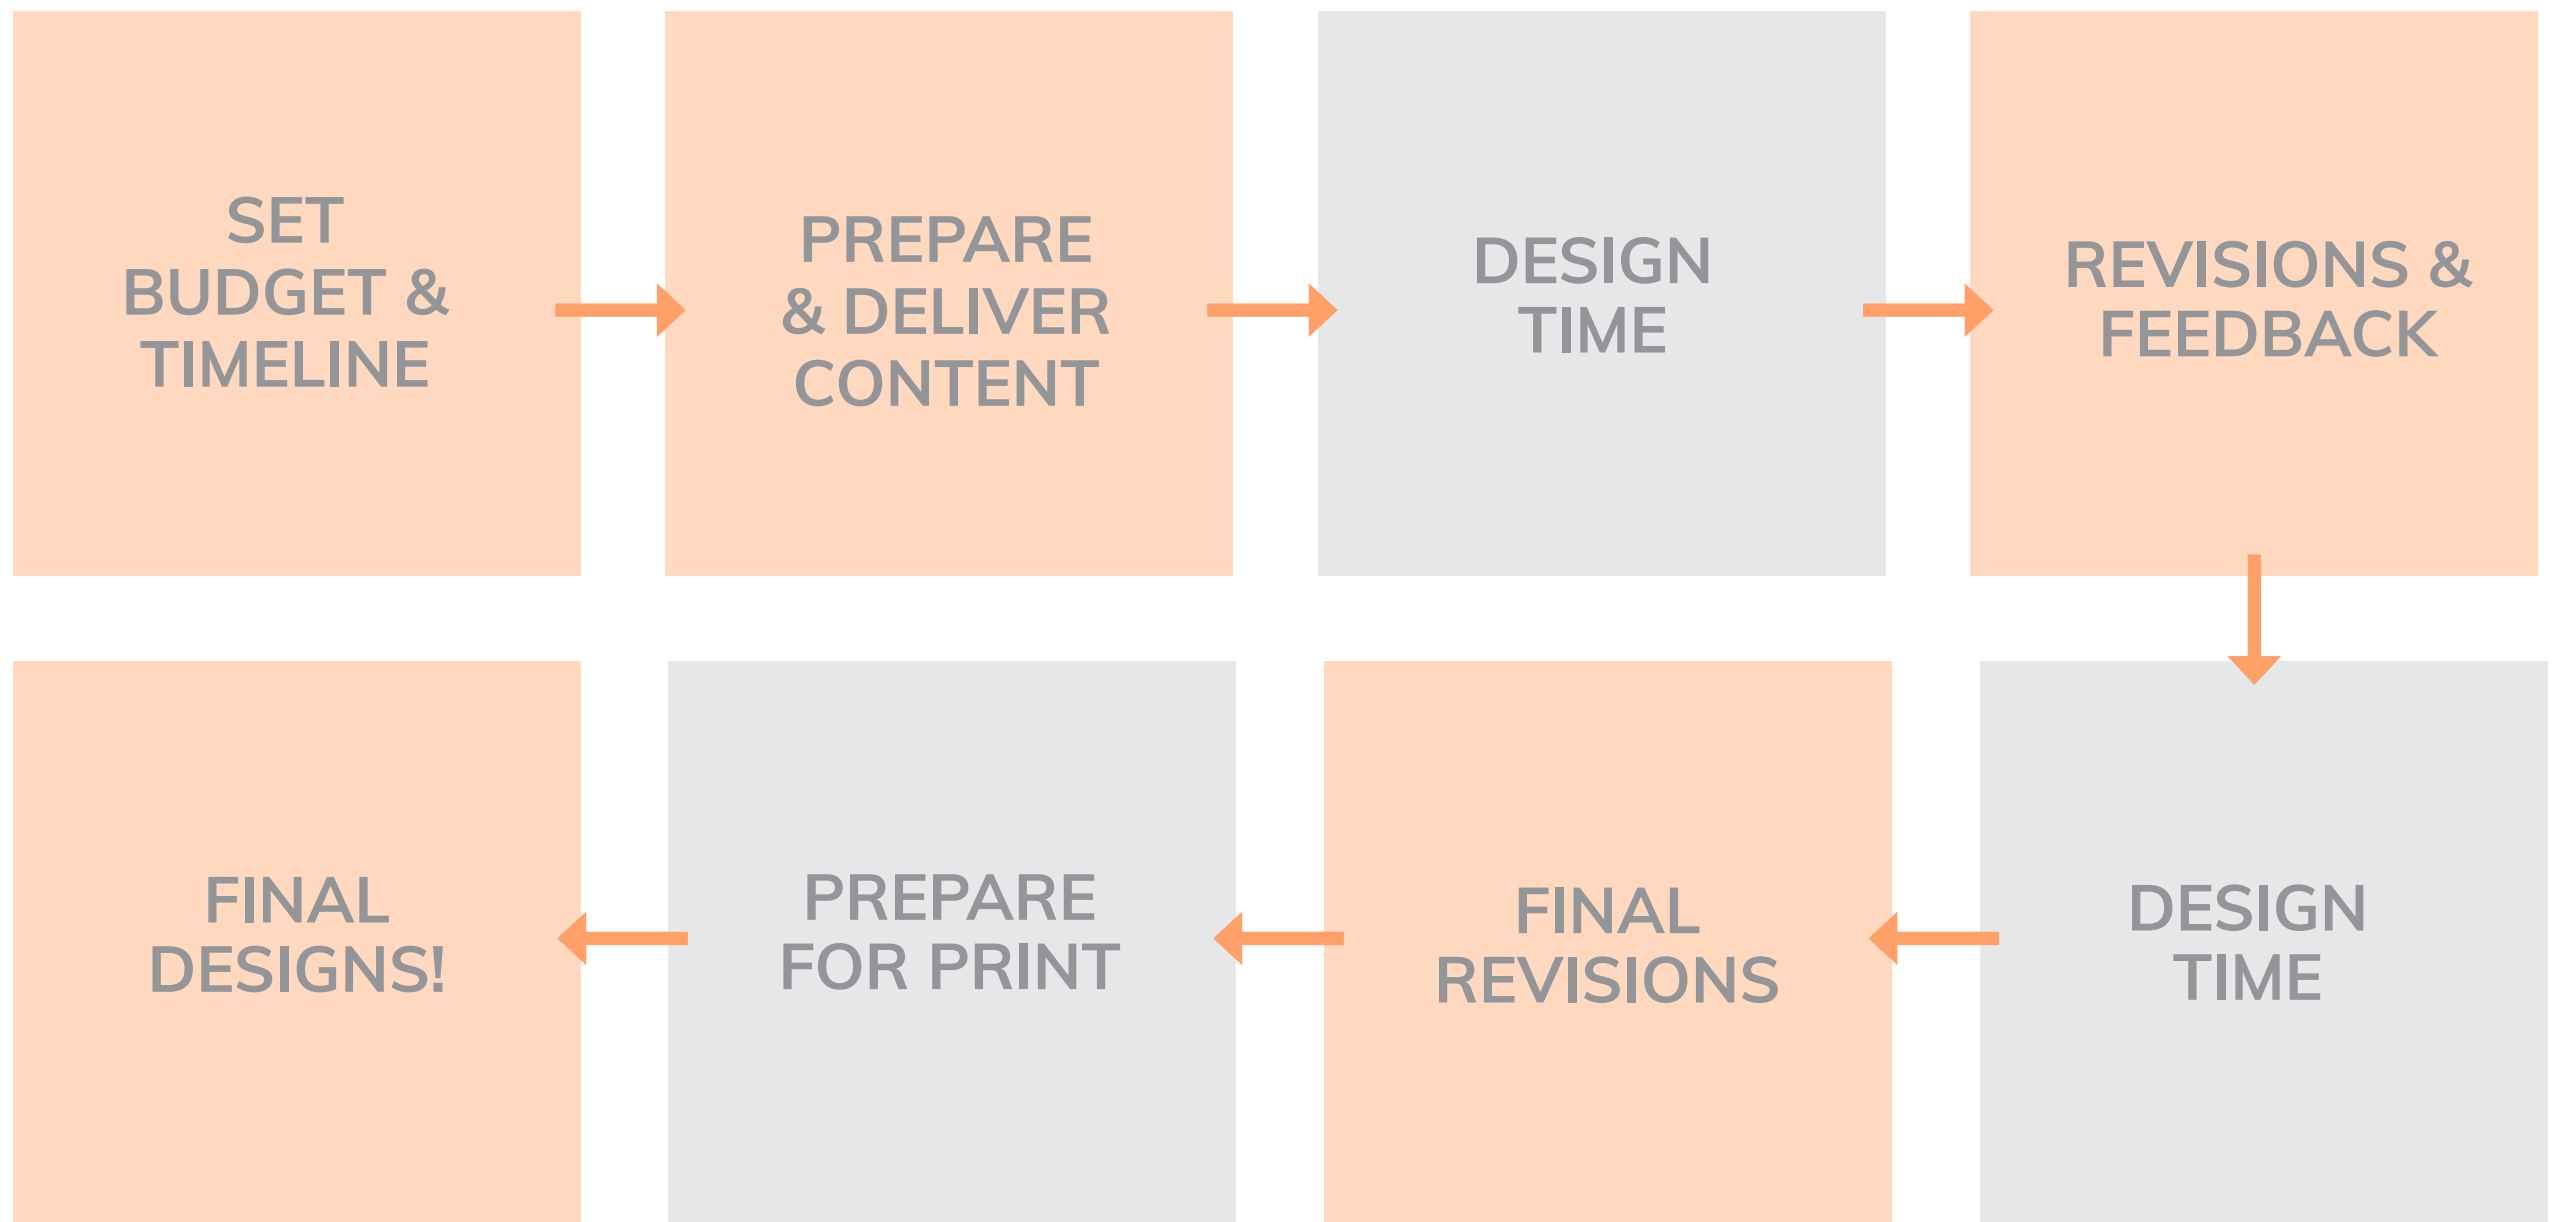 SET
BUDGET &
TIMELINE
PREPARE
& DELIVER
CONTENT
DESIGN
TIME
REVISIONS &
FEEDBACK
DESIGN
TIME
FINAL
REVISIONS
PREPARE
FOR PRINT
FINAL
DESIGNS!